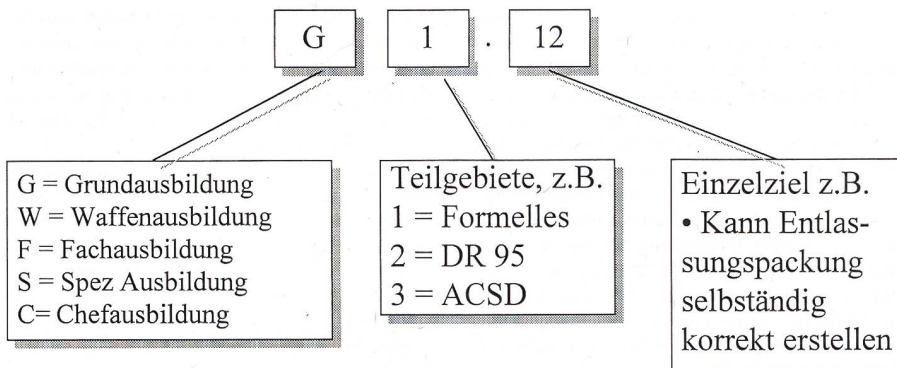 G 1 . 12
G = Grundausbildung
W = Waffenausbildung
F = Fachausbildung
S = Spez Ausbildung
C= Chefausbildung
Teilgebiete, z.B.
1 = Formelles
2 = DR 95
3 = ACSD
Einzelziel z.B.
• Kann Entlas-
sungspackung
selbständig
korrekt erstellen